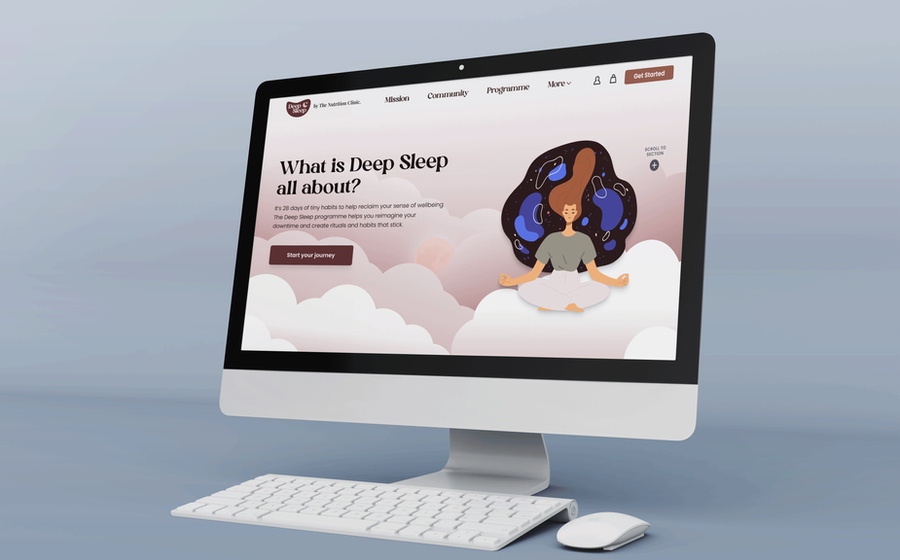 Deep
Sleep
by The Nutrition Clinic.
Mission
Community
Programme
More
Get Started
What is Deep Sleep
all about?
It's 28 days of tiny habits to help reclaim your sense of wellbeing.
The Deep Sleep programme helps you reimagine your
downtime and create rituals and habits that stick.
Start your journey
SCROLL TO
SECTION